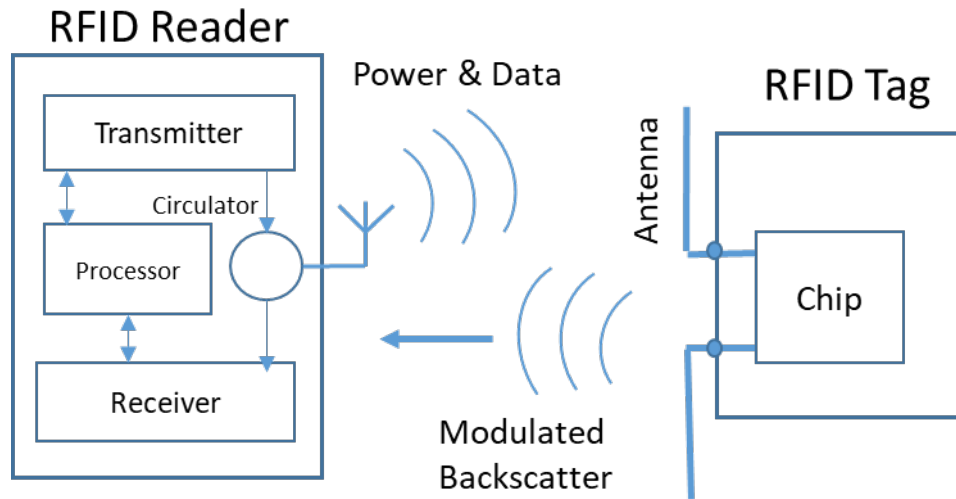 RFID Reader
Power & Data
RFID Tag
Transmitter
Antenna
Circulator
Processor
Chip
Receiver
Modulated
Backscatter